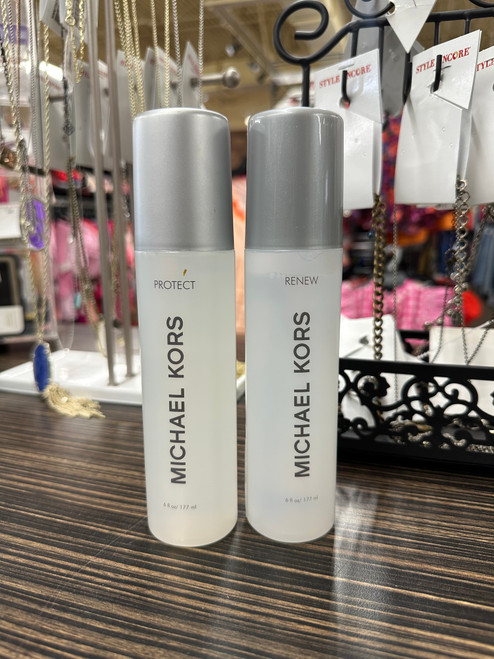 PROTECT
MICHAEL KORS
6 fl oz/ 177 ml
RENEW
MICHAEL KORS
6 fl oz/ 177 ml
STYLE ENCORE
STYLE ENCORE